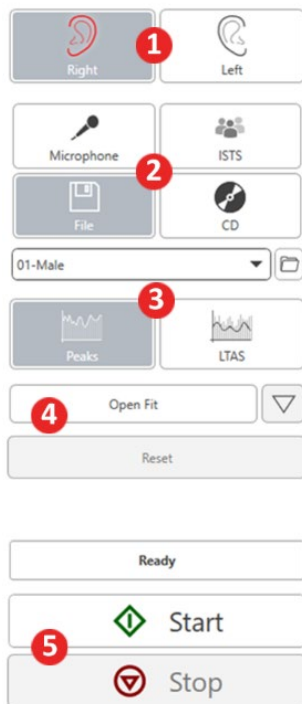 1
Right
Left
Microphone
ISTS
2
File
CD
01-Male
3
Peaks
LTAS
4
Open Fit
Reset
Ready
Start
5
Stop